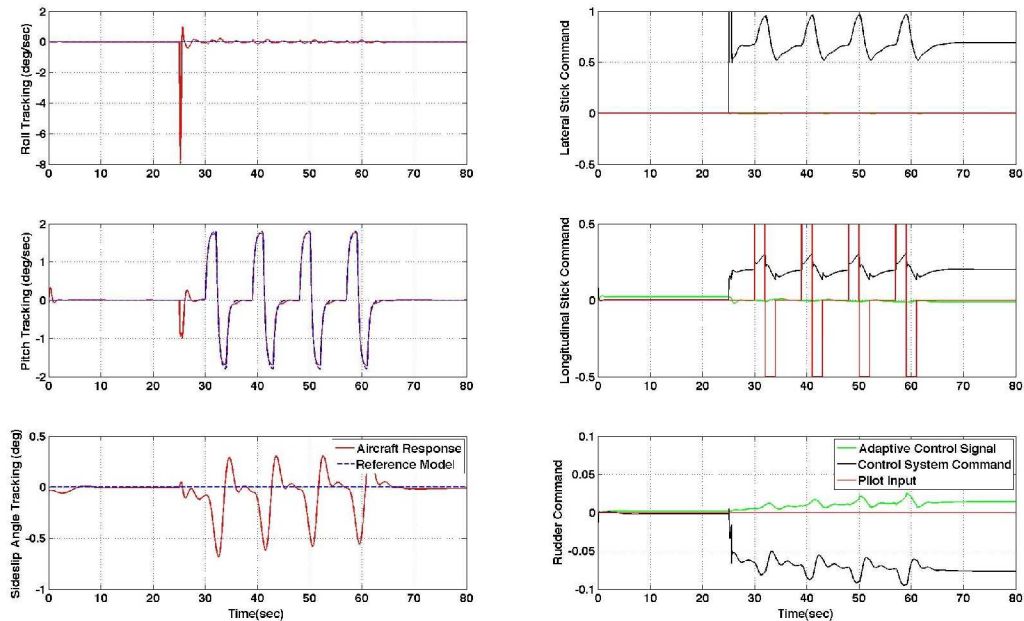 Roll Tracking (deg/sec)
2
0
-2
-4
-6
-8
0 10 20 30 40 50 60 70 80
Lateral Stick Command
1
0.5
0
-0.5
0 10 20 30 40 50 60 70 80
Pitch Tracking (deg/sec)
2
1
0
-1
-2
0 10 20 30 40 50 60 70 80
Longitudinal Stick Command
0.5
0
-0.5
0 10 20 30 40 50 60 70 80
Sideslip Angle Tracking (deg)
0.5
0
-0.5
-1
Aircraft Response
Reference Model
0 10 20 30 40 50 60 70 80
Time(sec)
Rudder Command
0.1
0.05
0
-0.05
-0.1
Adaptive Control Signal
Control System Command
Pilot Input
0 10 20 30 40 50 60 70 80
Time(sec)